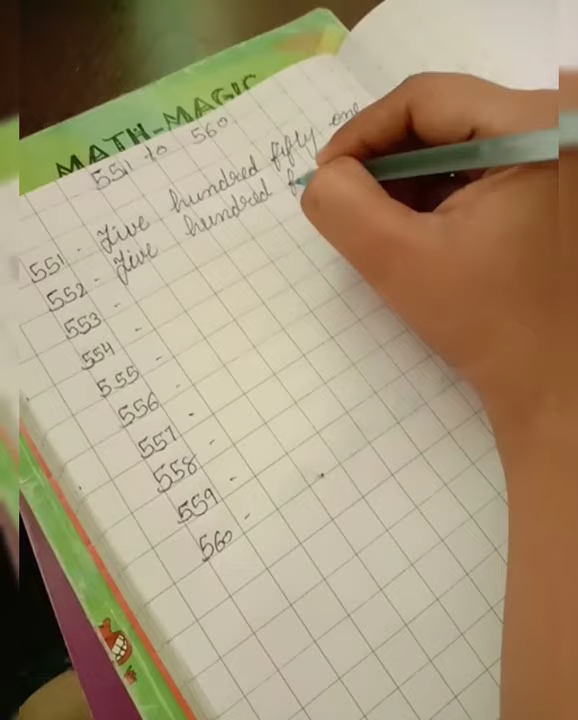 MATH-MAGIC
551 to 560
551 - Five hundred fifty one
552 - Five hundred f
553 -
554 -
555 -
556 -
557 -
558 -
559 -
560 -